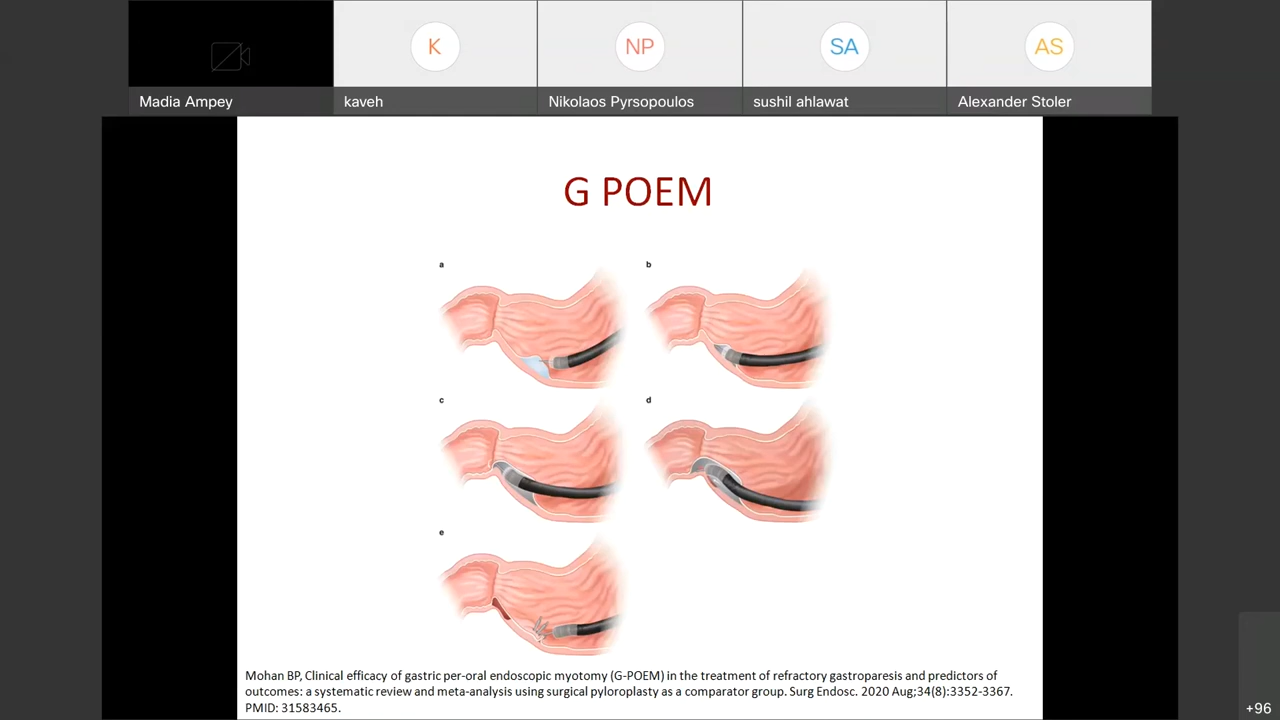 K
NP
SA
AS
Madia Ampey
kaveh
Nikolaos Pyrsopoulos
sushil ahlawat
Alexander Stoler
G POEM
a
b
c
d
e
Mohan BP, Clinical efficacy of gastric per-oral endoscopic myotomy (G-POEM) in the treatment of refractory gastroparesis and predictors of
outcomes: a systematic review and meta-analysis using surgical pyloroplasty as a comparator group. Surg Endosc. 2020 Aug;34(8):3352-3367.
PMID: 31583465.
+96